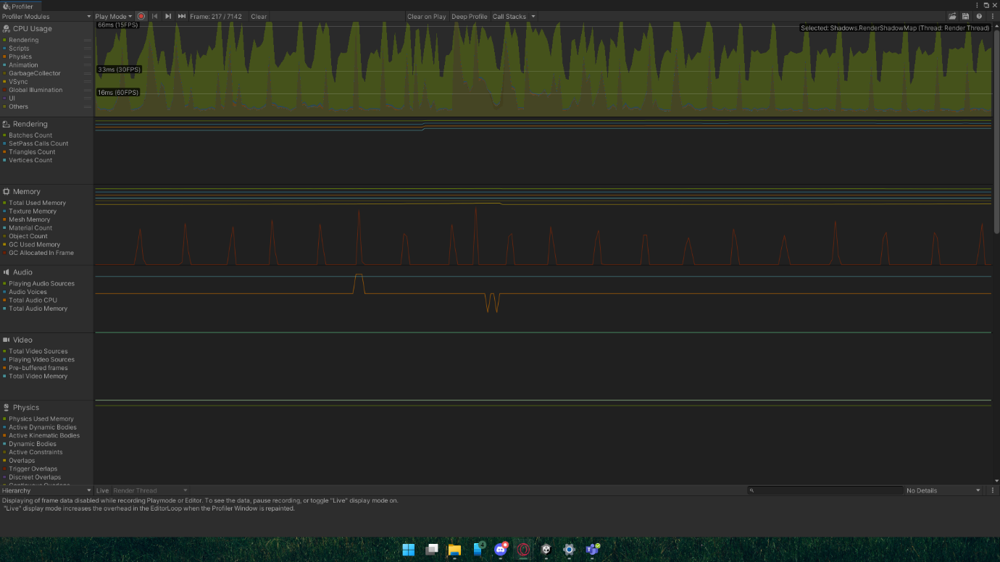 Profiler
Profiler Modules
Play Mode
Frame: 217 / 7142
Clear
Clear on Play
Deep Profile
Call Stacks
CPU Usage
Rendering
Scripts
Physics
Animation
GarbageCollector
VSync
Global Illumination
UI
Others
66ms (15FPS)
33ms (30FPS)
16ms (60FPS)
Selected: Shadows.RenderShadowMap (Thread: Render Thread)
Rendering
Batches Count
SetPass Calls Count
Triangles Count
Vertices Count
Memory
Total Used Memory
Texture Memory
Mesh Memory
Material Count
Object Count
GC Used Memory
GC Allocated In Frame
Audio
Playing Audio Sources
Audio Voices
Total Audio CPU
Total Audio Memory
Video
Total Video Sources
Playing Video Sources
Pre-buffered frames
Total Video Memory
Physics
Physics Used Memory
Active Dynamic Bodies
Active Kinematic Bodies
Dynamic Bodies
Active Constraints
Overlaps
Trigger Overlaps
Discreet Overlaps
Continuous Overlaps
Hierarchy
Live
Render Thread
No Details
Displaying of frame data disabled while recording Playmode or Editor. To see the data, pause recording, or toggle "Live" display mode on.
"Live" display mode increases the overhead in the EditorLoop when the Profiler Window is repainted.